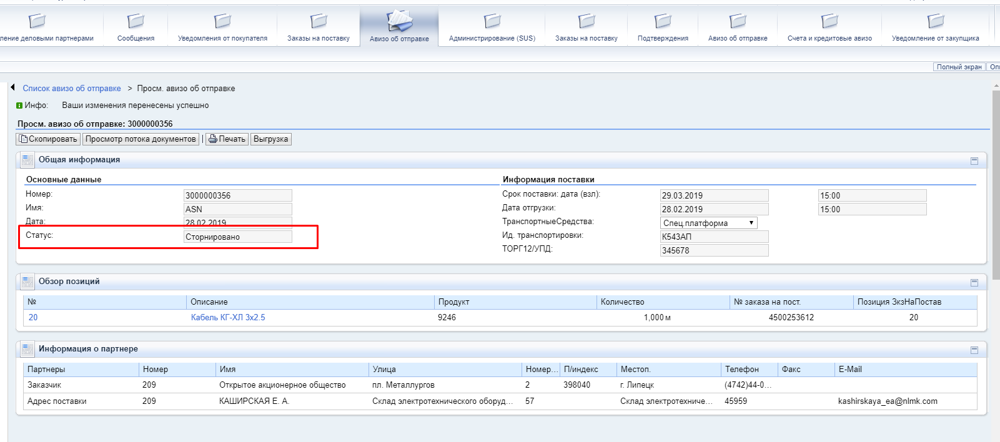 ление деловыми партнерами Сообщения Уведомления от покупателя Заказы на поставку Авизо об отправке Администрирование (SUS) Заказы на поставку Подтверждения Авизо об отправке Счета и кредитовые авизо Уведомление от закупщика
Полный экран
Список авизо об отправке > Просм. авизо об отправке
Инфо: Ваши изменения перенесены успешно
Просм. авизо об отправке: 3000000356
Скопировать Просмотр потока документов | Печать Выгрузка
Общая информация
Основные данные Информация поставки
Номер: 3000000356 Срок поставки: дата (взл): 29.03.2019 15:00
Имя: ASN Дата отгрузки: 28.02.2019 15:00
Дата: 28.02.2019 ТранспортныеСредства: Спец.платформа
Статус: Сторнировано Ид. транспортировки: К543АП
ТОРГ12/УПД: 345678
Обзор позиций
№ Описание Продукт Количество № заказа на пост. Позиция ЗкзНаПостав
20 Кабель КГ-ХЛ 3х2.5 9246 1,000 м 4500253612 20
Информация о партнере
Партнеры Номер Имя Улица Номер... П/индекс Местоп. Телефон Факс E-Mail
Заказчик 209 Открытое акционерное общество пл. Металлургов 2 398040 г. Липецк (4742)44-0...
Адрес поставки 209 КАШИРСКАЯ Е. А. Склад электротехнического оборуд... 57 Склад электротехниче... 45959 kashirskaya_ea@nlmk.com